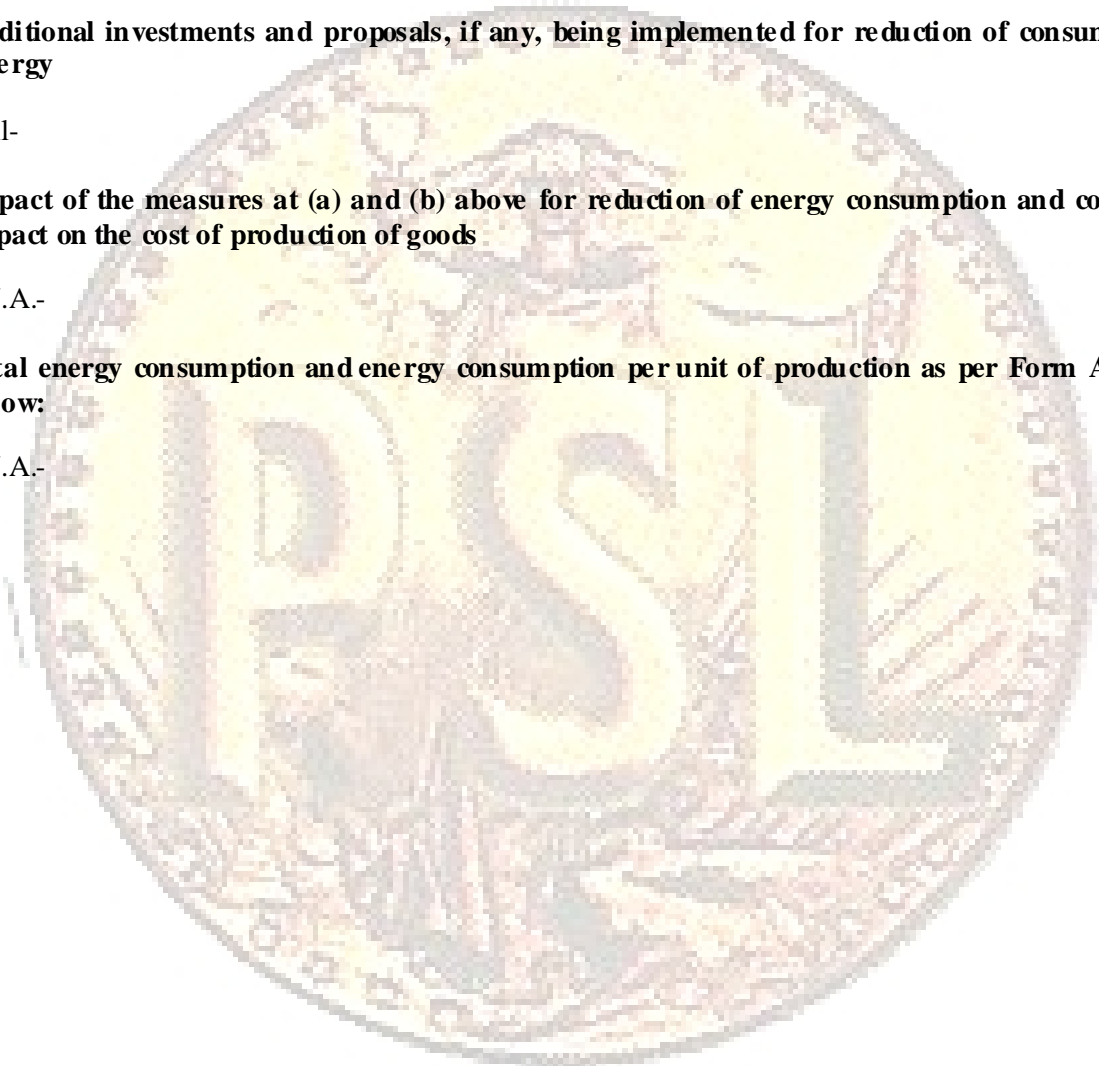 ditional investments and proposals, if any, being implemented for reduction of consum
ergy
l-
pact of the measures at (a) and (b) above for reduction of energy consumption and co
pact on the cost of production of goods
.A.-
tal energy consumption and energy consumption per unit of production as per Form A
ow:
.A.-
PSL